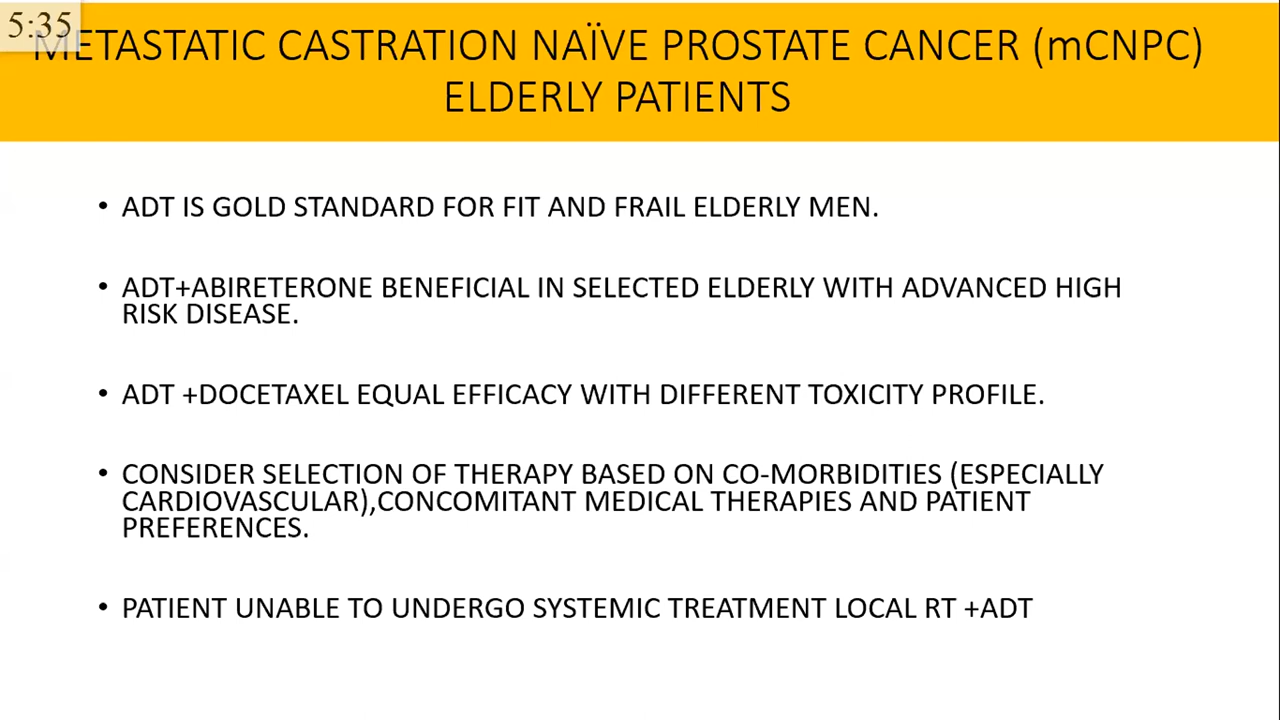 5:35
METASTATIC CASTRATION NAÏVE PROSTATE CANCER (mCNPC)
ELDERLY PATIENTS
• ADT IS GOLD STANDARD FOR FIT AND FRAIL ELDERLY MEN.
• ADT+ABIRETERONE BENEFICIAL IN SELECTED ELDERLY WITH ADVANCED HIGH
RISK DISEASE.
• ADT +DOCETAXEL EQUAL EFFICACY WITH DIFFERENT TOXICITY PROFILE.
• CONSIDER SELECTION OF THERAPY BASED ON CO-MORBIDITIES (ESPECIALLY
CARDIOVASCULAR),CONCOMITANT MEDICAL THERAPIES AND PATIENT
PREFERENCES.
• PATIENT UNABLE TO UNDERGO SYSTEMIC TREATMENT LOCAL RT +ADT